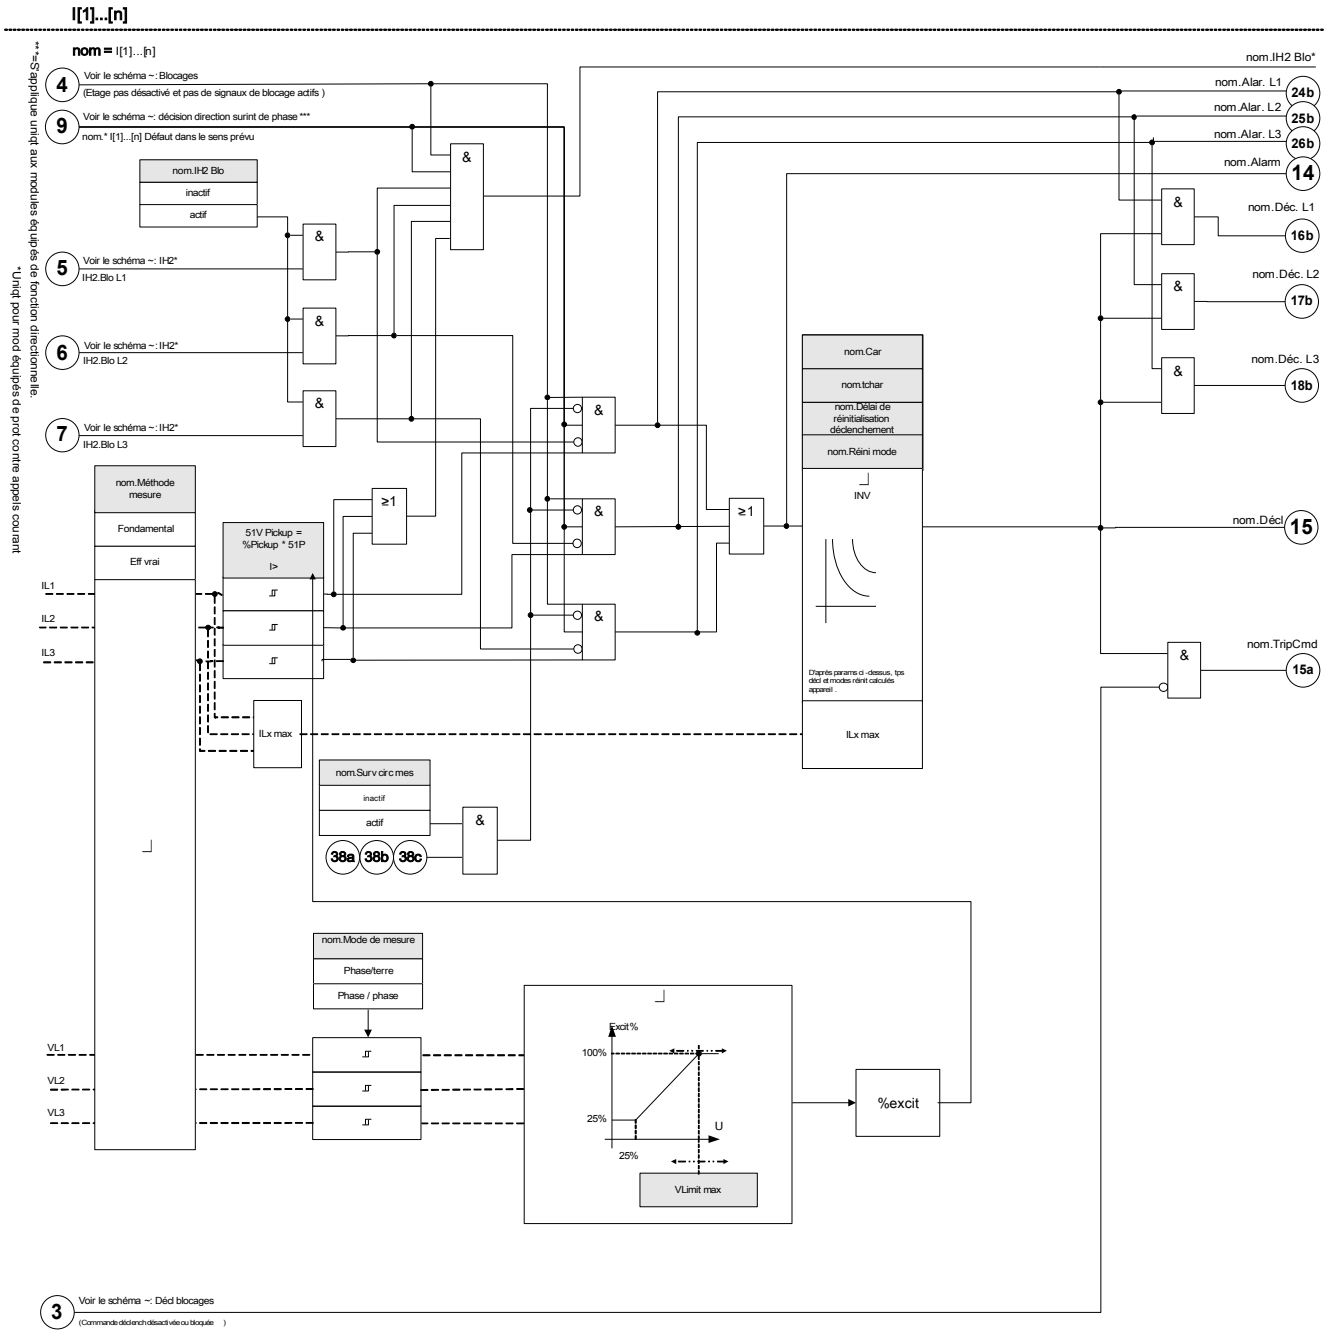 I[1]...[n]
nom = I[1]...[n]
***=S'appliqueuniqt aux modules équipés de fonction directionnelle.
*Uniqt pour mod équipés de prot contre appels courant
4
Voir le schéma ~: Blocages
(Etage pas désactivé et pas de signaux de blocage actifs )
9
Voir le schéma ~: décision direction surint de phase ***
nom.* I[1]...[n] Défaut dans le sens prévu
nom.IH2 Blo
inactif
actif
5
Voir le schéma ~: IH2*
IH2.Blo L1
6
Voir le schéma ~: IH2*
IH2.Blo L2
7
Voir le schéma ~: IH2*
IH2.Blo L3
&
&
&
&
nom.Méthode
mesure
Fondamental
Eff vrai
51V Pickup =
%Pickup * 51P
I>
≥1
IL1
IL2
IL3
&
&
&
≥1
ILx max
nom.Surv circ mes
inactif
actif
38a
38b
38c
&
nom.Car
nom.tchar
nom.Délai de
réinitialisation
déclenchement
nom.Réini mode
INV
D'après params ci -dessus, tps
décl et modes réinit calculés
appareil .
ILx max
nom.IH2 Blo*
nom.Alar. L1
24b
nom.Alar. L2
25b
nom.Alar. L3
26b
nom.Alarm
14
&
nom.Déc. L1
16b
&
nom.Déc. L2
17b
&
nom.Déc. L3
18b
nom.Décl
15
&
nom.TripCmd
15a
nom.Mode de mesure
Phase/terre
Phase / phase
VL1
VL2
VL3
Excit%
100%
25%
U
25%
VLimit max
%excit
3
Voir le schéma ~: Décl blocages
(Commande déclench désactivée ou bloquée )